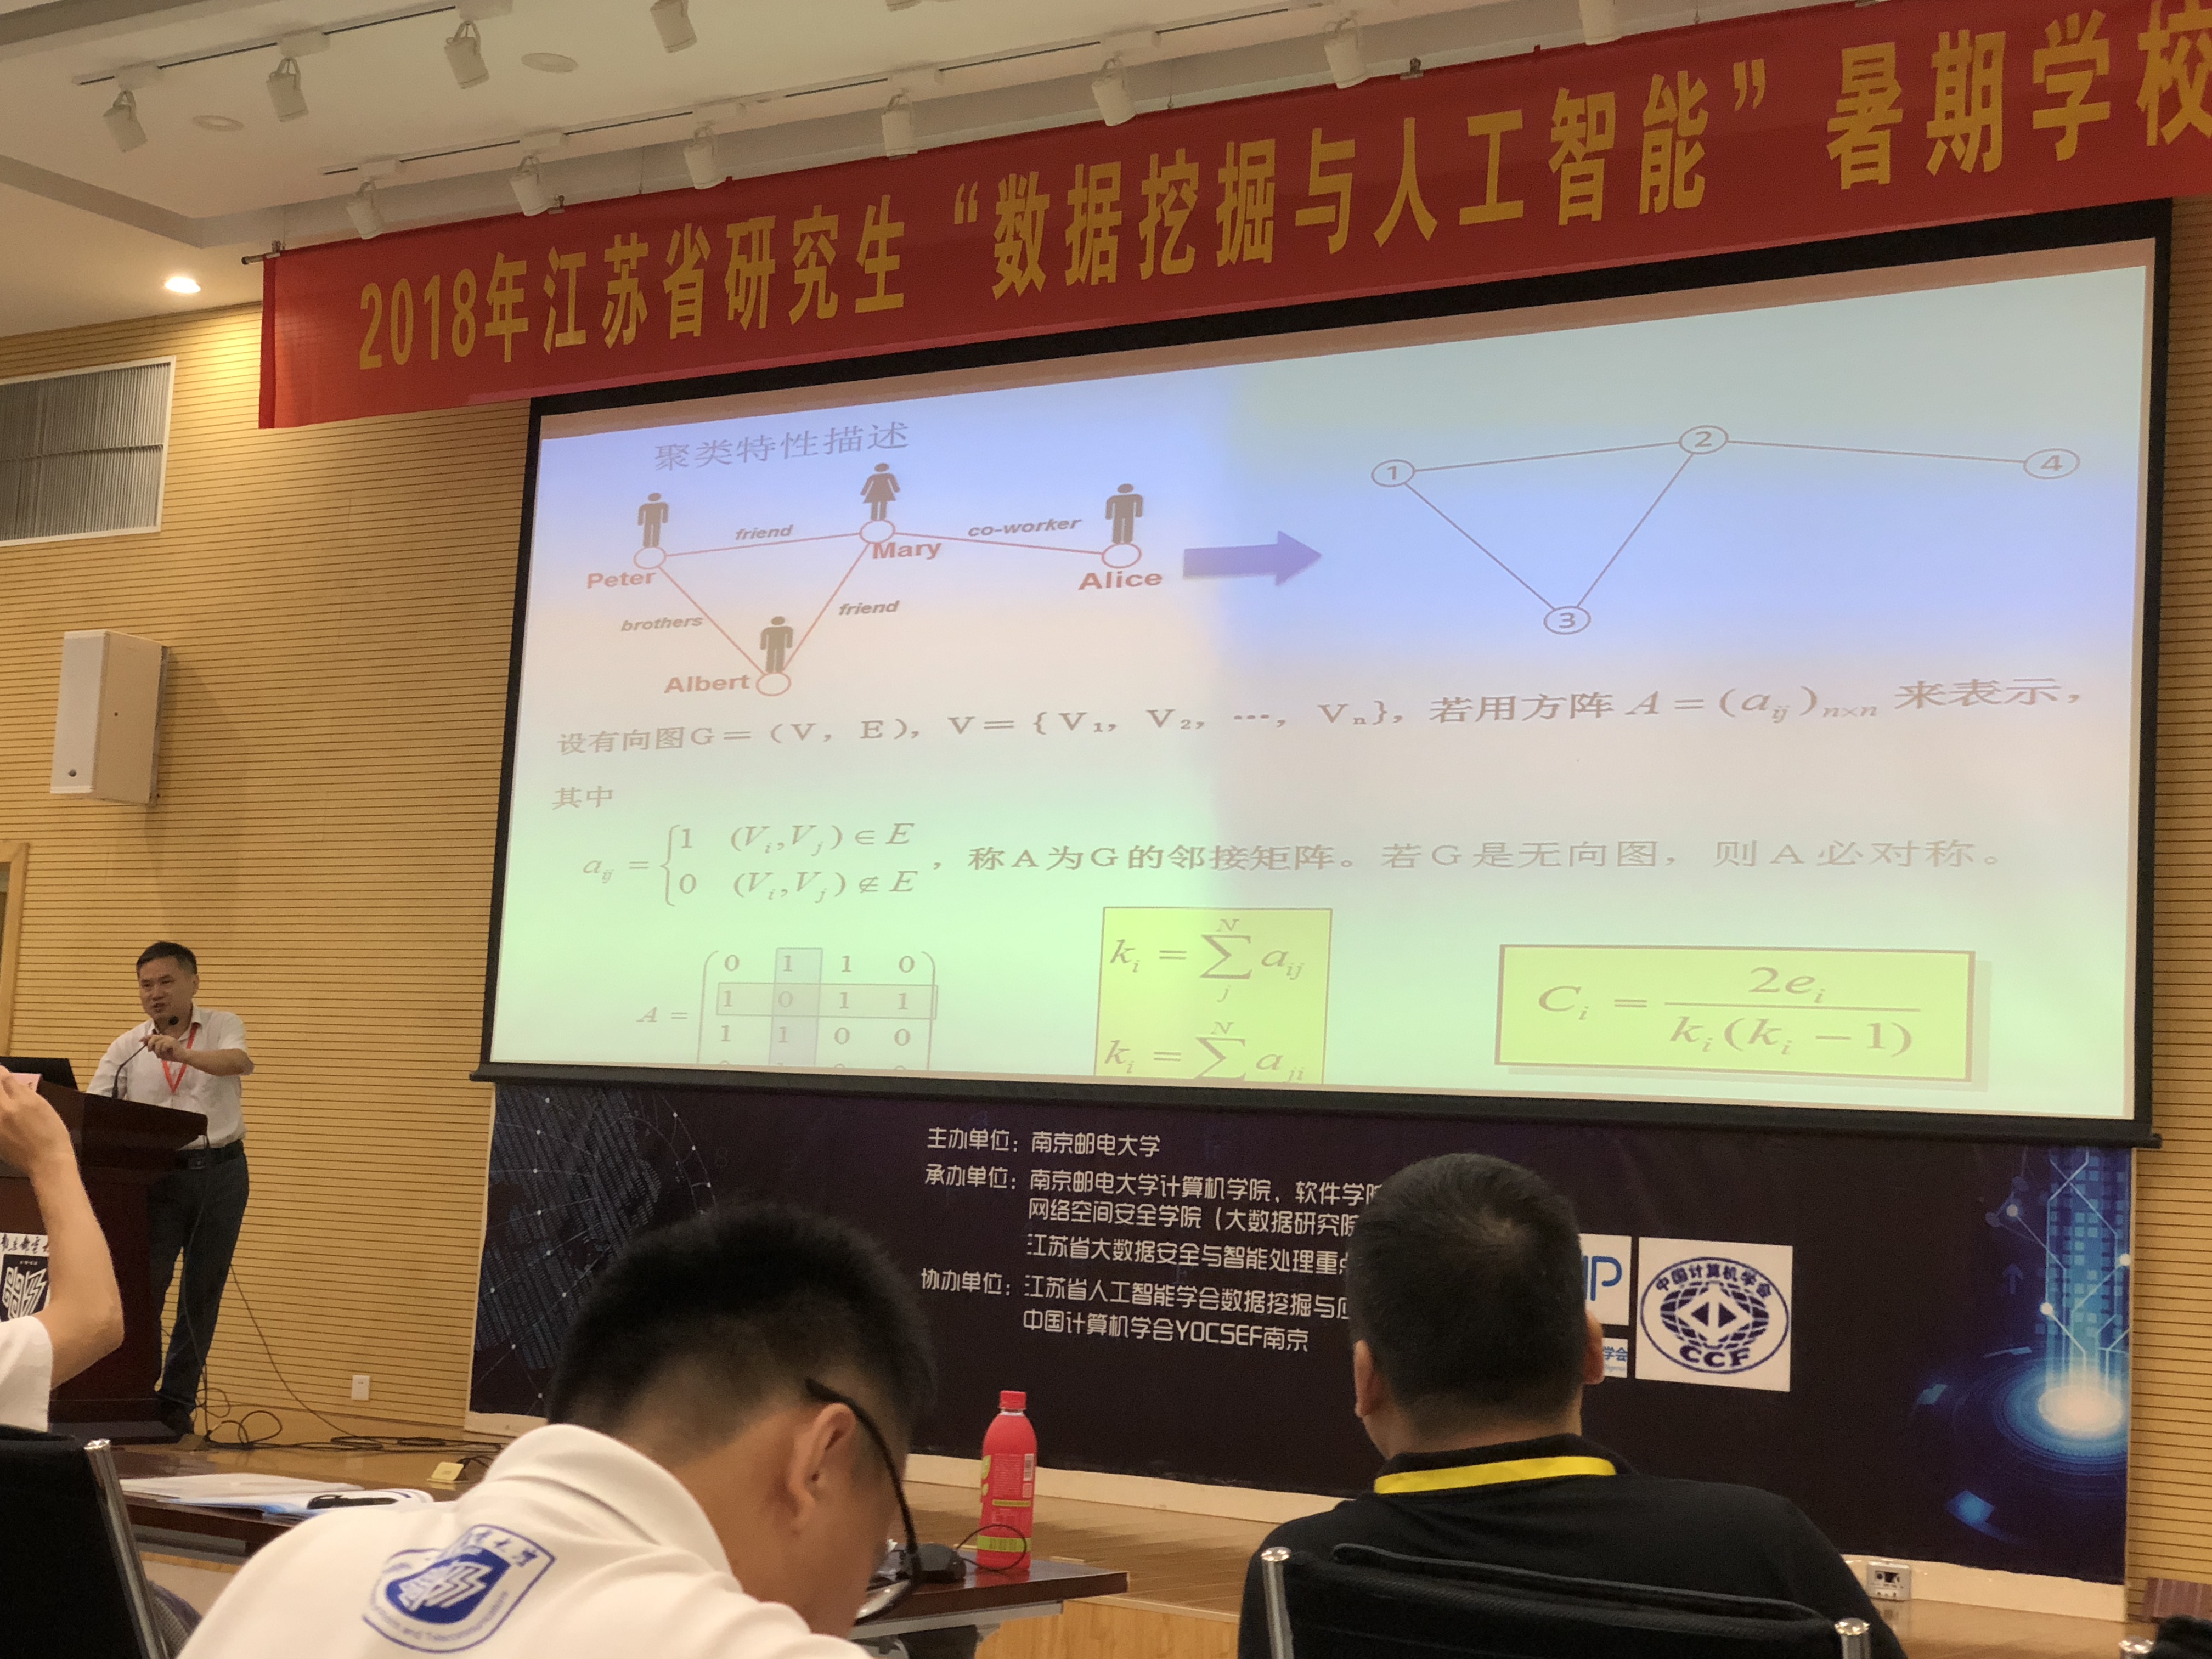 2018年江苏省研究生“数据挖掘与人工智能”暑期学校
聚类特性描述
friend
co-worker
Peter
Mary
Alice
brothers
friend
Albert
1
2
4
3
设有向图G=（V，E），V={V₁，V₂，…，Vₙ}，若用方阵 A=(aᵢⱼ)ₙₓₙ 来表示，
其中
aᵢⱼ = { 1 (Vᵢ,Vⱼ)∈E
0 (Vᵢ,Vⱼ)∉E ，称A为G的邻接矩阵。若G是无向图，则A必对称。
A =
0 1 1 0
1 0 1 1
1 1 0 0
kᵢ = ∑ⱼᴺ aᵢⱼ
kᵢ = ∑ᴺ aⱼᵢ
Cᵢ = 2eᵢ / kᵢ(kᵢ −1)
主办单位：南京邮电大学
承办单位：南京邮电大学计算机学院、软件学院
网络空间安全学院（大数据研究院
江苏省大数据安全与智能处理重点
协办单位：江苏省人工智能学会数据挖掘与应
中国计算机学会YOCSEF南京
学会
中国计算机学会
CCF